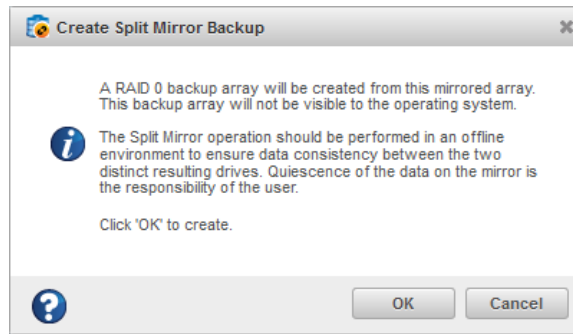 Create Split Mirror Backup
A RAID 0 backup array will be created from this mirrored array.
This backup array will not be visible to the operating system.
The Split Mirror operation should be performed in an offline
environment to ensure data consistency between the two
distinct resulting drives. Quiescence of the data on the mirror is
the responsibility of the user.
Click 'OK' to create.
OK
Cancel